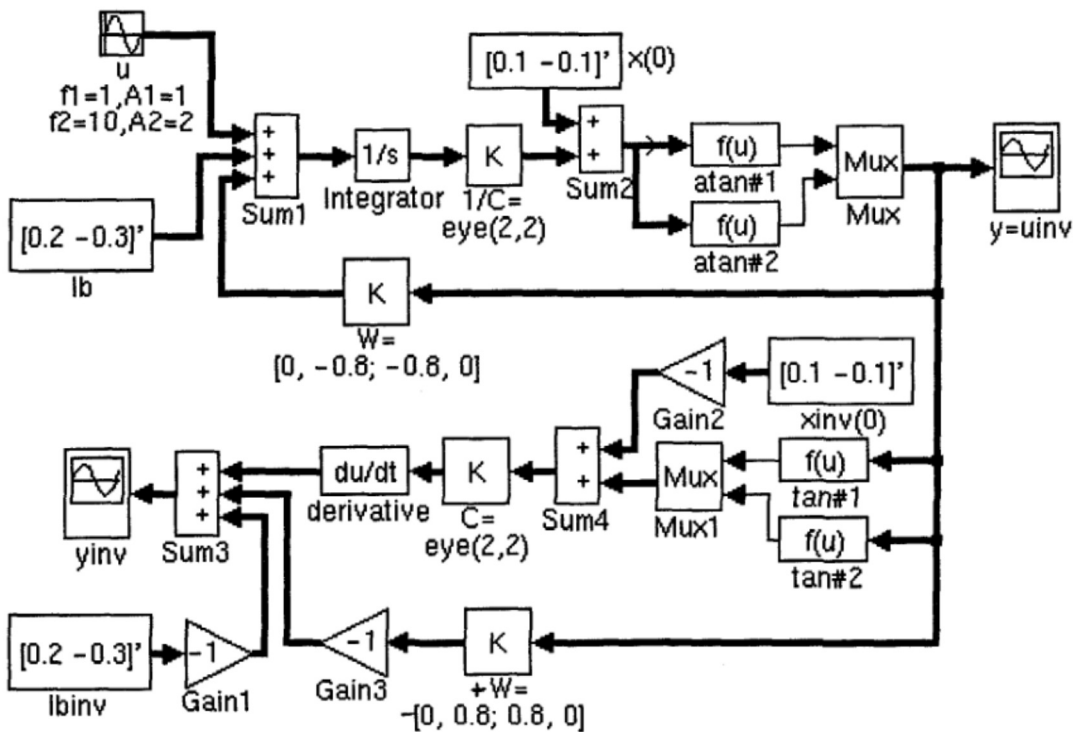 u
f1=1,A1=1
f2=10,A2=2
[0.1 -0.1]'
x(0)
+
+
+
Sum1
1/s
Integrator
K
1/C=
eye(2,2)
+
+
Sum2
f(u)
atan#1
f(u)
atan#2
Mux
Mux
y=uinv
[0.2 -0.3]'
Ib
K
W=
[0, -0.8; -0.8, 0]
-1
Gain2
[0.1 -0.1]'
xinv(0)
yinv
+
+
+
Sum3
du/dt
derivative
K
C=
eye(2,2)
+
+
Sum4
Mux
Mux1
f(u)
tan#1
f(u)
tan#2
[0.2 -0.3]'
Ibinv
-1
Gain1
-1
Gain3
K
+W=
-[0, 0.8; 0.8, 0]